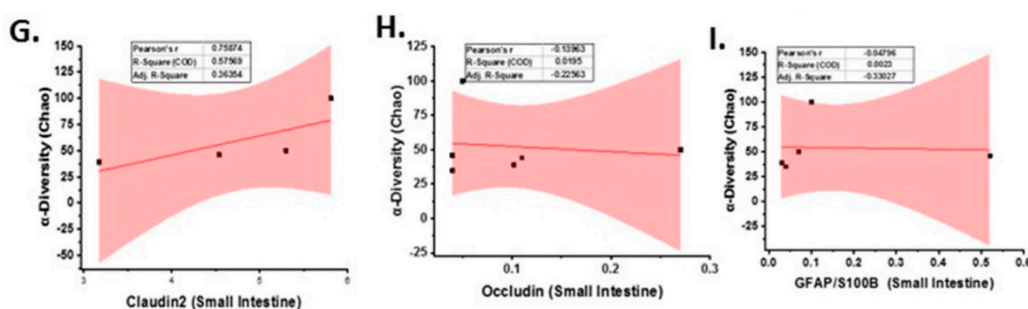 G.
Pearson's r 0.75874
R-Square (COD) 0.57569
Adj. R-Square 0.36354
150
125
100
75
50
25
0
-25
-50
α-Diversity (Chao)
3 4 5 6
Claudin2 (Small Intestine)
H.
Pearson's r -0.13963
R-Square (COD) 0.0195
Adj. R-Square -0.22563
125
100
75
50
25
0
-25
α-Diversity (Chao)
0.1 0.2 0.3
Occludin (Small Intestine)
I.
Pearson's r -0.04796
R-Square (COD) 0.0023
Adj. R-Square -0.33027
150
100
50
0
-50
α-Diversity (Chao)
0.0 0.1 0.2 0.3 0.4 0.5 0.6
GFAP/S100B (Small Intestine)